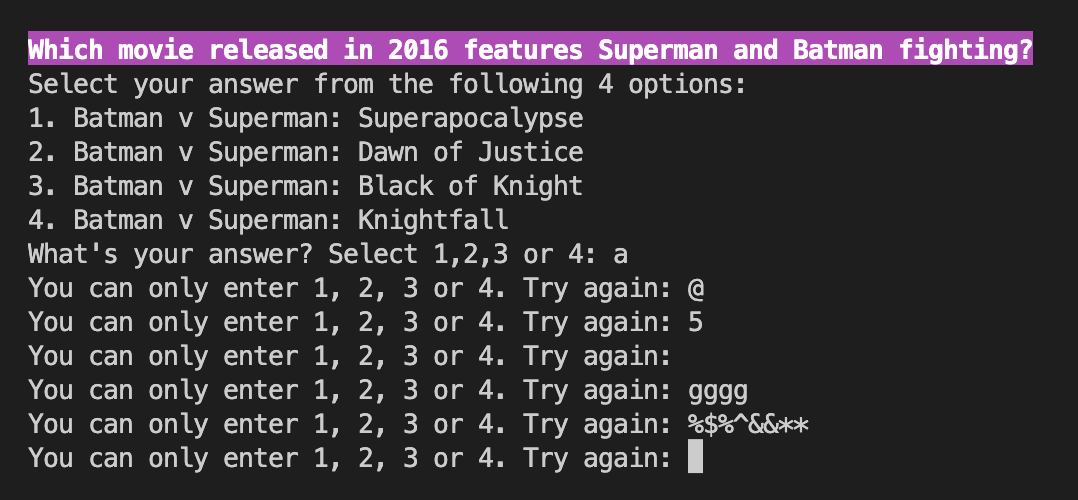 Which movie released in 2016 features Superman and Batman fighting?
Select your answer from the following 4 options:
1. Batman v Superman: Superapocalypse
2. Batman v Superman: Dawn of Justice
3. Batman v Superman: Black of Knight
4. Batman v Superman: Knightfall
What's your answer? Select 1,2,3 or 4: a
You can only enter 1, 2, 3 or 4. Try again: @
You can only enter 1, 2, 3 or 4. Try again: 5
You can only enter 1, 2, 3 or 4. Try again:
You can only enter 1, 2, 3 or 4. Try again: gggg
You can only enter 1, 2, 3 or 4. Try again: %$%^&&**
You can only enter 1, 2, 3 or 4. Try again: